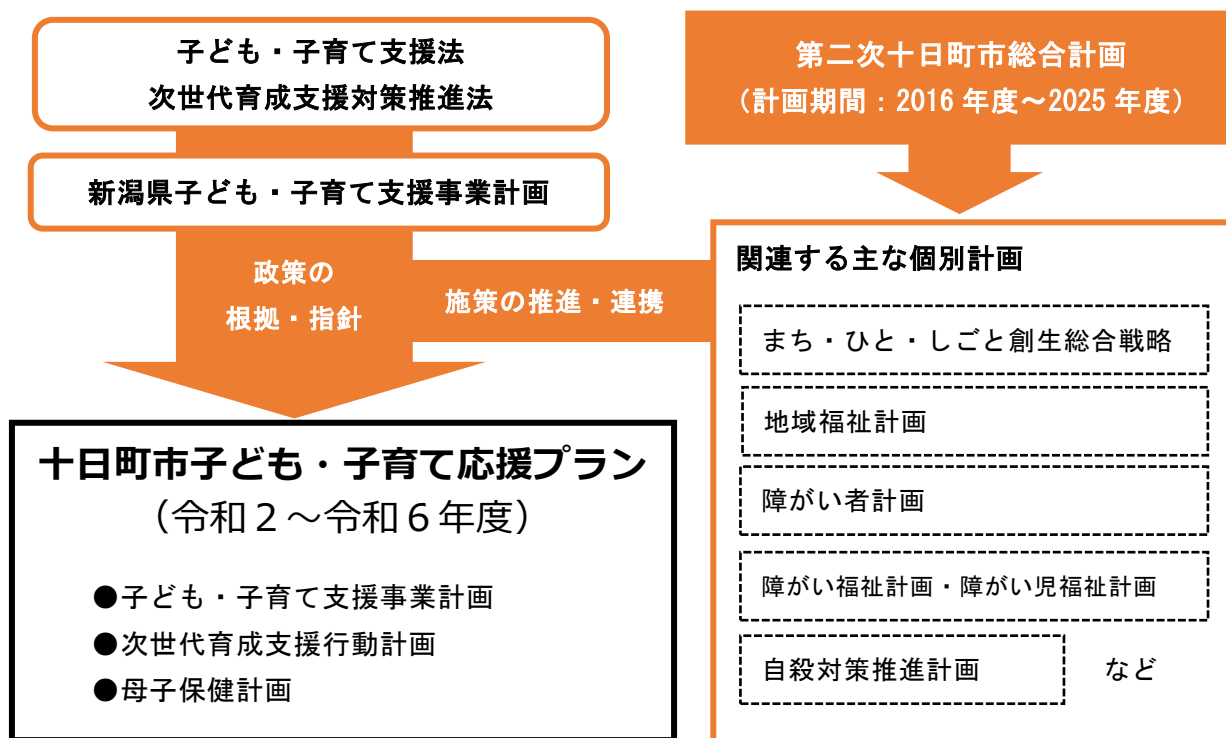 子ども・子育て支援法
次世代育成支援対策推進法
新潟県子ども・子育て支援事業計画
政策の
根拠・指針
施策の推進・連携
第二次十日町市総合計画
（計画期間：2016 年度～2025 年度）
関連する主な個別計画
まち・ひと・しごと創生総合戦略
地域福祉計画
障がい者計画
障がい福祉計画・障がい児福祉計画
自殺対策推進計画 など
十日町市子ども・子育て応援プラン
（令和２～令和６年度）
●子ども・子育て支援事業計画
●次世代育成支援行動計画
●母子保健計画